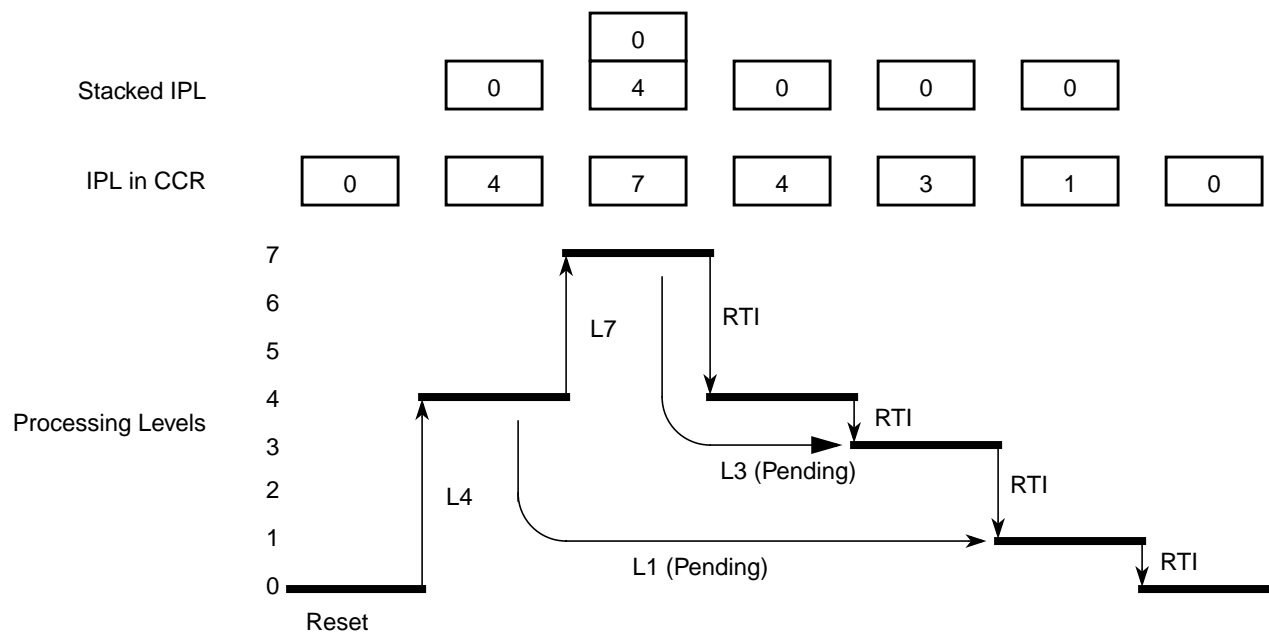 0
Stacked IPL 0 4 0 0 0
IPL in CCR 0 4 7 4 3 1 0
7
6
L7 RTI
5
4
Processing Levels RTI
3
L3 (Pending)
2
L4 RTI
1
L1 (Pending) RTI
0
Reset